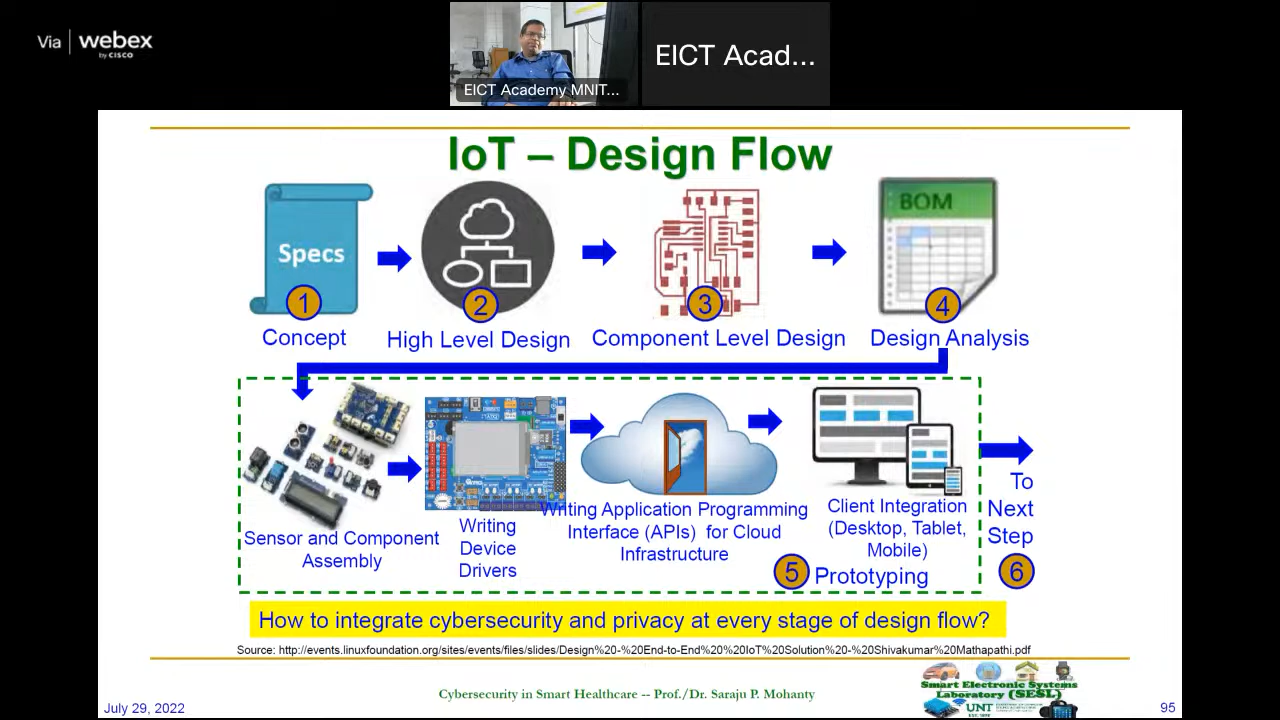 Via webex
by CISCO
EICT Academy MNIT...
EICT Acad...
IoT – Design Flow
Specs
BOM
1
2
3
4
Concept
High Level Design
Component Level Design
Design Analysis
Sensor and Component
Assembly
Writing
Device
Drivers
Writing Application Programming
Interface (APIs) for Cloud
Infrastructure
Client Integration
(Desktop, Tablet,
Mobile)
5 Prototyping
To
Next
Step
6
How to integrate cybersecurity and privacy at every stage of design flow?
Source: http://events.linuxfoundation.org/sites/events/files/slides/Design%20-%20End-to-End%20%20IoT%20Solution%20-%20Shivakumar%20Mathapathi.pdf
July 29, 2022
Cybersecurity in Smart Healthcare -- Prof./Dr. Saraju P. Mohanty
Smart Electronic Systems
Laboratory (SESL)
UNT
95